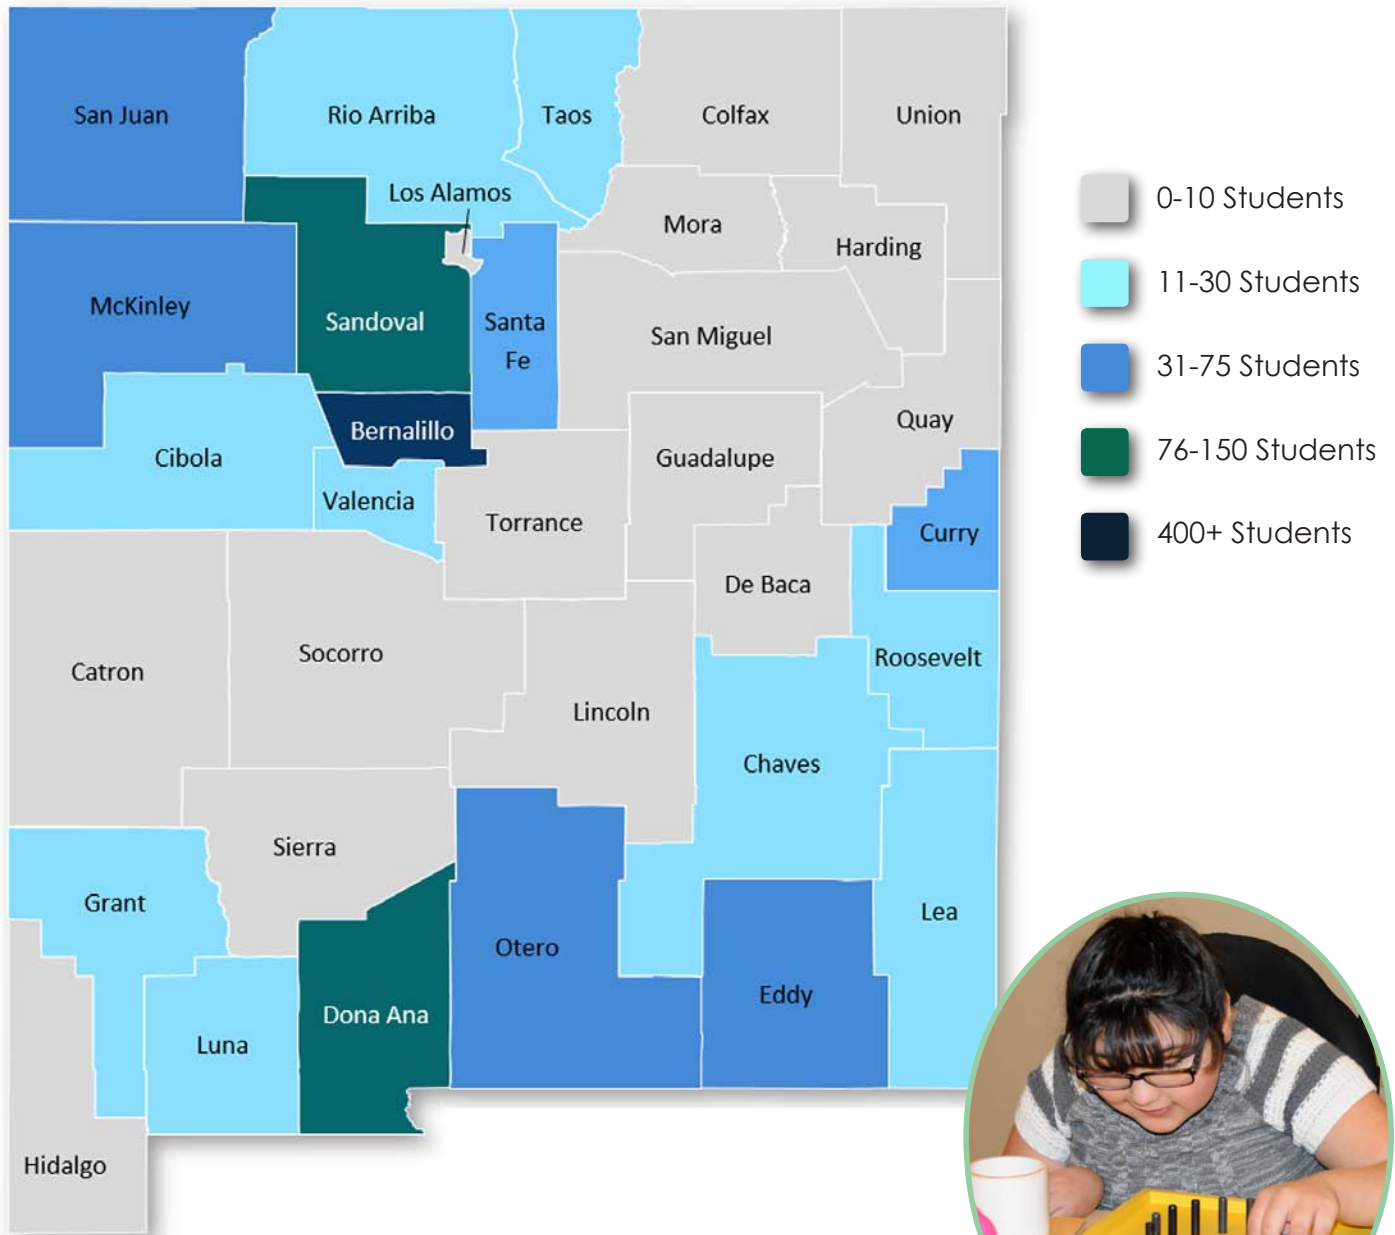 San Juan
Rio Arriba
Taos
Colfax
Union
Los Alamos
Mora
Harding
McKinley
Sandoval
Santa
Fe
San Miguel
Quay
Bernalillo
Cibola
Guadalupe
Valencia
Torrance
Curry
De Baca
Socorro
Roosevelt
Catron
Lincoln
Chaves
Sierra
Grant
Lea
Otero
Eddy
Dona Ana
Luna
Hidalgo
0-10 Students
11-30 Students
31-75 Students
76-150 Students
400+ Students